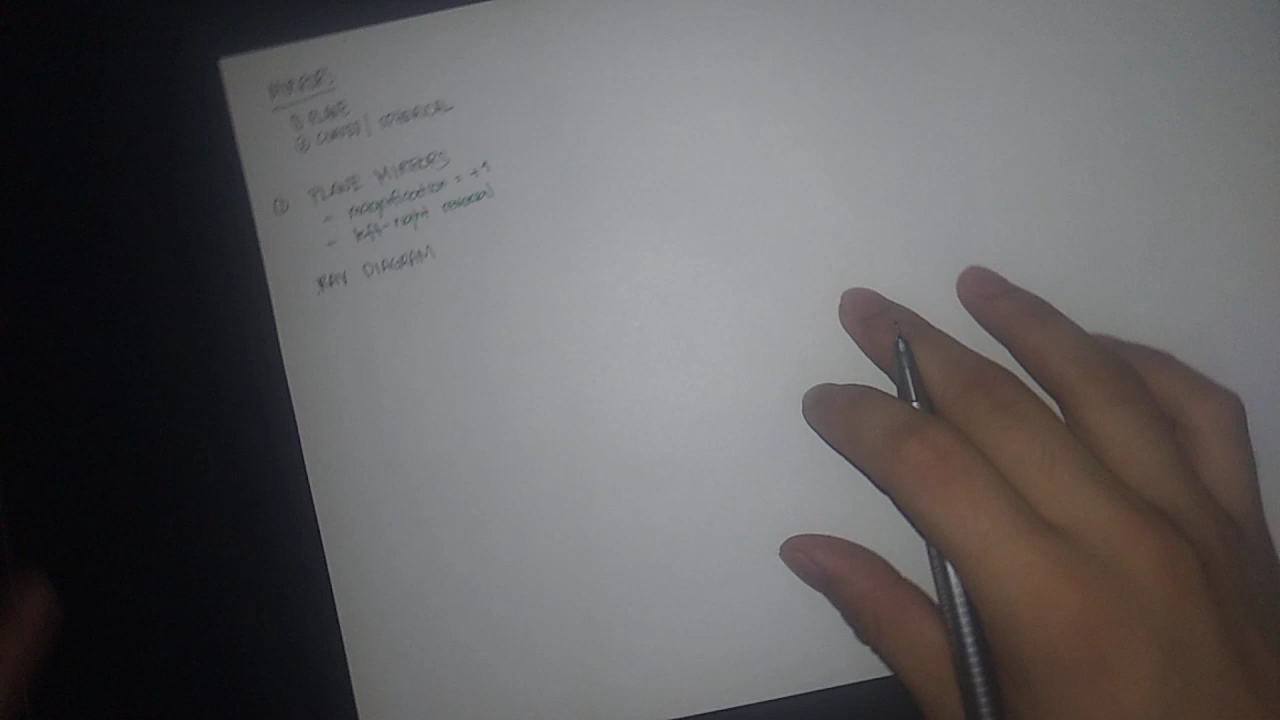 MIRRORS
① PLANE
② CURVED | SPHERICAL
① PLANE MIRRORS
- magnification = +1
- left-right reversal
RAY DIAGRAM